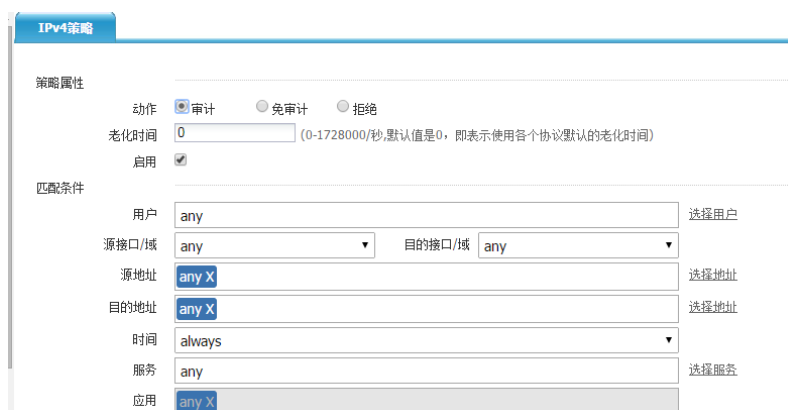 IPv4策略
策略属性
动作 审计 免审计 拒绝
老化时间 0 (0-1728000/秒,默认值是0，即表示使用各个协议默认的老化时间)
启用
匹配条件
用户 any 选择用户
源接口/域 any 目的接口/域 any
源地址 any X 选择地址
目的地址 any X 选择地址
时间 always
服务 any 选择服务
应用 any X